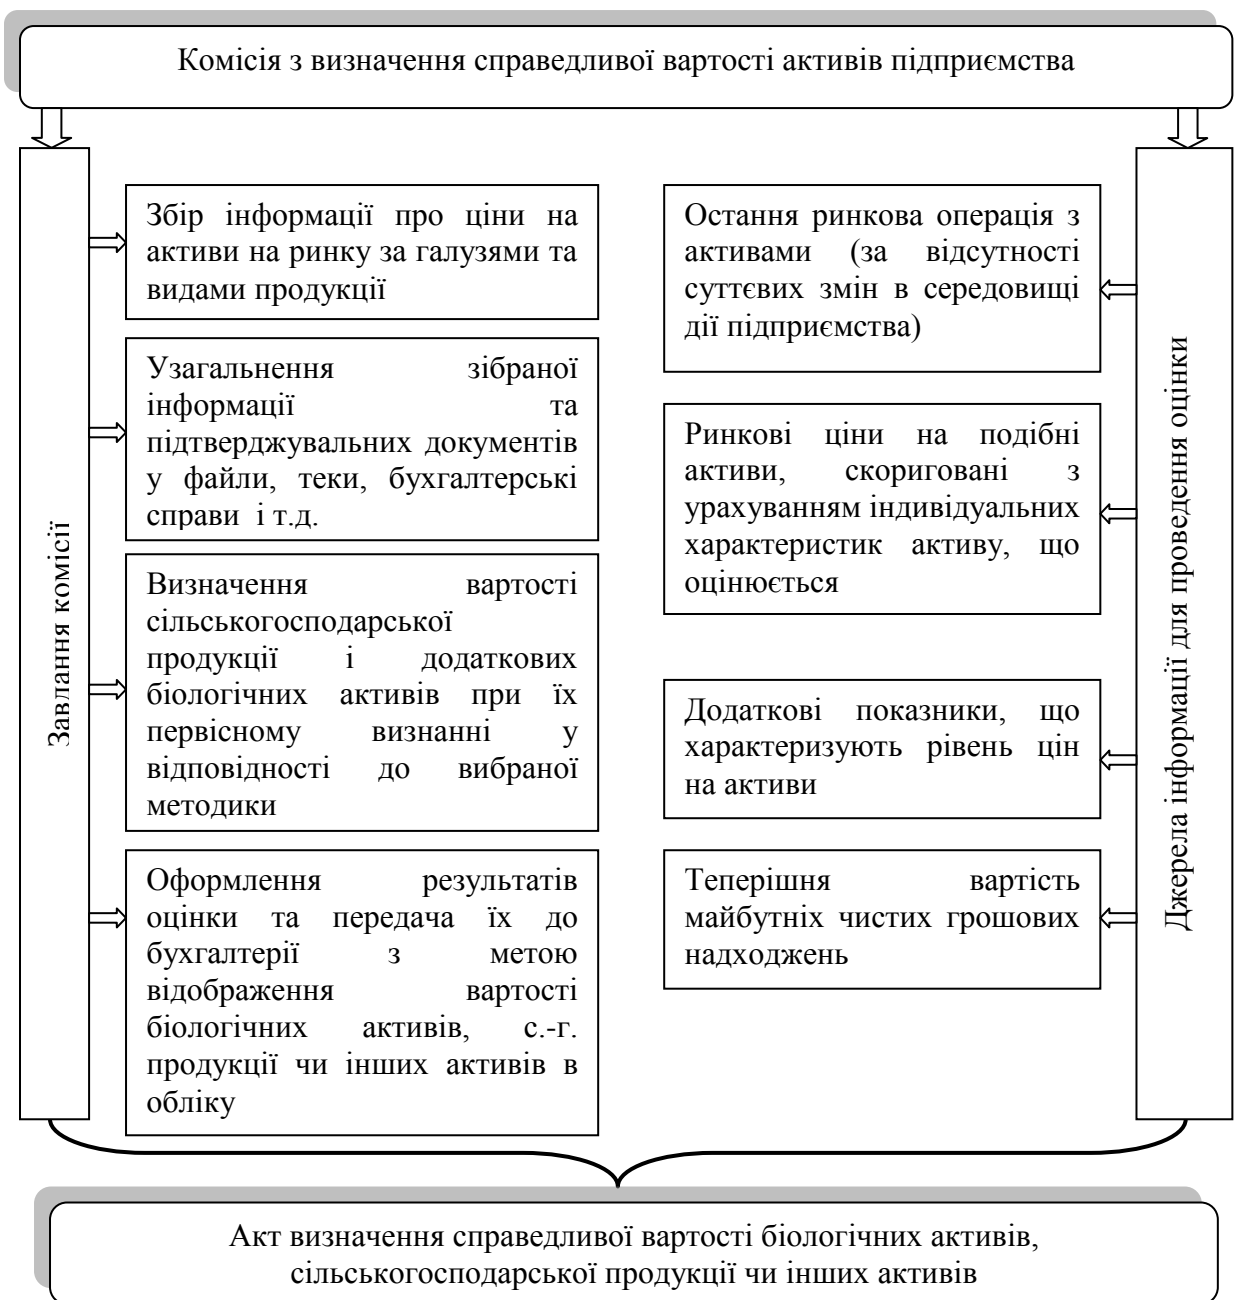 Комісія з визначення справедливої вартості активів підприємства
Завдання комісії
Збір інформації про ціни на
активи на ринку за галузями та
видами продукції
Узагальнення зібраної
інформації та
підтверджувальних документів
у файли, теки, бухгалтерські
справи і т.д.
Визначення вартості
сільськогосподарської
продукції і додаткових
біологічних активів при їх
первісному визнанні у
відповідності до вибраної
методики
Оформлення результатів
оцінки та передача їх до
бухгалтерії з метою
відображення вартості
біологічних активів, с.-г.
продукції чи інших активів в
обліку
Остання ринкова операція з
активами (за відсутності
суттєвих змін в середовищі
дії підприємства)
Ринкові ціни на подібні
активи, скориговані з
урахуванням індивідуальних
характеристик активу, що
оцінюється
Додаткові показники, що
характеризують рівень цін
на активи
Теперішня вартість
майбутніх чистих грошових
надходжень
Джерела інформації для проведення оцінки
Акт визначення справедливої вартості біологічних активів,
сільськогосподарської продукції чи інших активів